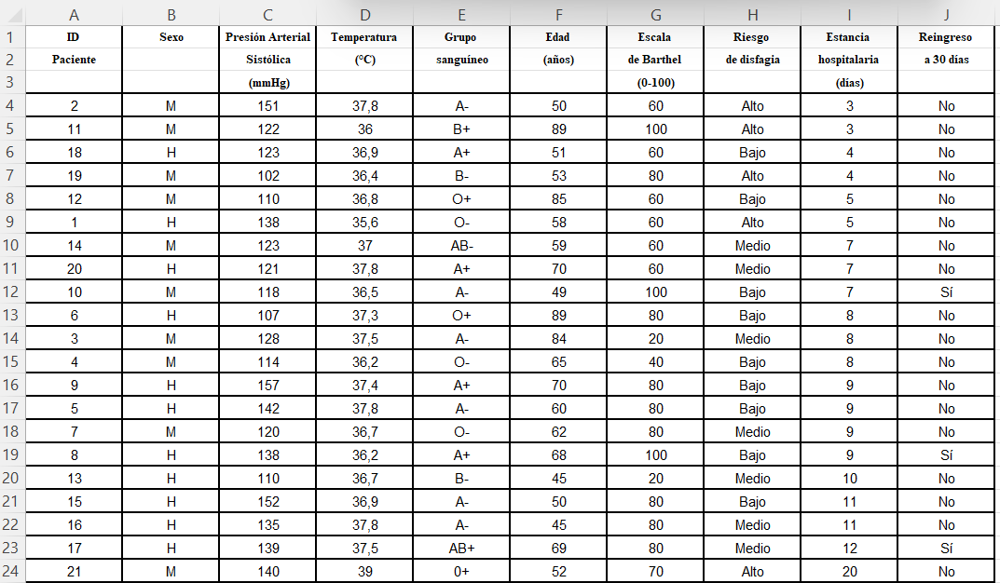 A B C D E F G H I J
1 ID Sexo Presión Arterial Temperatura Grupo Edad Escala Riesgo Estancia Reingreso
2 Paciente Sistólica (°C) sanguíneo (años) de Barthel de disfagia hospitalaria a 30 días
3 (mmHg) (0-100) (días)
4 2 M 151 37,8 A- 50 60 Alto 3 No
5 11 M 122 36 B+ 89 100 Alto 3 No
6 18 H 123 36,9 A+ 51 60 Bajo 4 No
7 19 M 102 36,4 B- 53 80 Alto 4 No
8 12 M 110 36,8 O+ 85 60 Bajo 5 No
9 1 H 138 35,6 O- 58 60 Alto 5 No
10 14 M 123 37 AB- 59 60 Medio 7 No
11 20 H 121 37,8 A+ 70 60 Medio 7 No
12 10 M 118 36,5 A- 49 100 Bajo 7 Sí
13 6 H 107 37,3 O+ 89 80 Bajo 8 No
14 3 M 128 37,5 A- 84 20 Medio 8 No
15 4 M 114 36,2 O- 65 40 Bajo 8 No
16 9 H 157 37,4 A+ 70 80 Bajo 9 No
17 5 H 142 37,8 A- 60 80 Bajo 9 No
18 7 M 120 36,7 O- 62 80 Medio 9 No
19 8 H 138 36,2 A+ 68 100 Bajo 9 Sí
20 13 H 110 36,7 B- 45 20 Medio 10 No
21 15 H 152 36,9 A- 50 80 Bajo 11 No
22 16 H 135 37,8 A- 45 80 Medio 11 No
23 17 H 139 37,5 AB+ 69 80 Medio 12 Sí
24 21 M 140 39 0+ 52 70 Alto 20 No